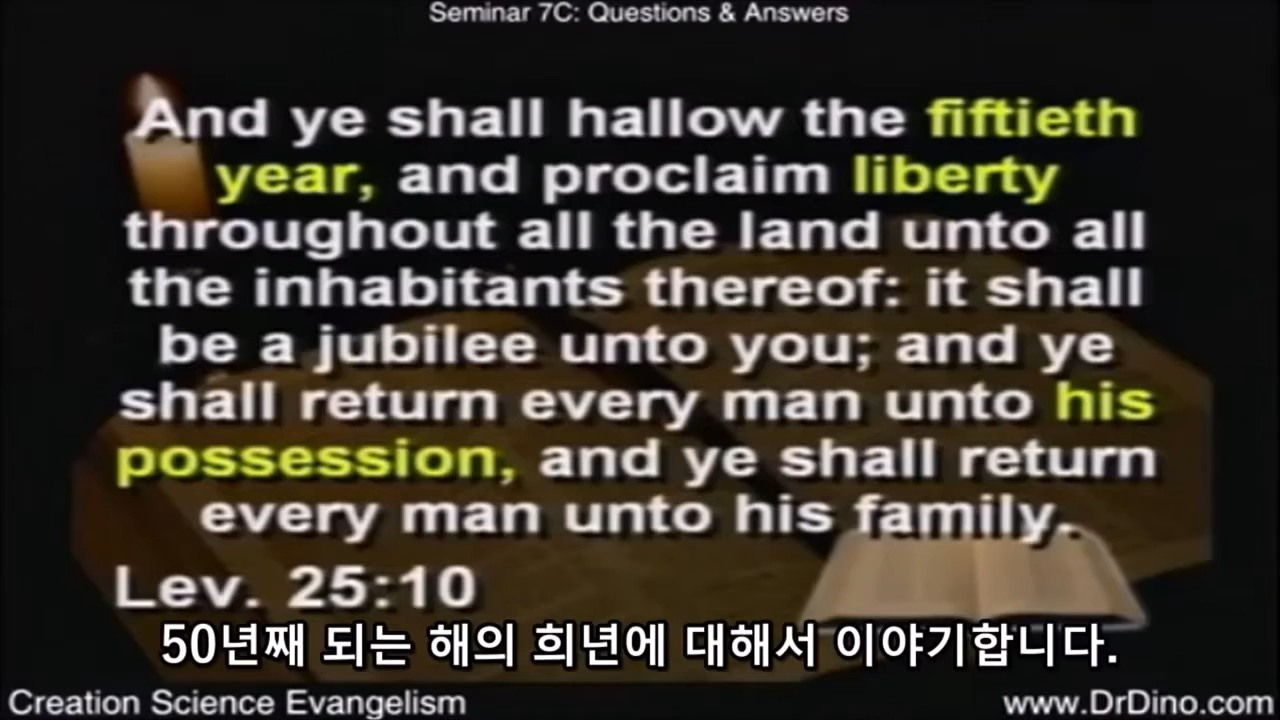 Seminar 7C: Questions & Answers
And ye shall hallow the fiftieth
year, and proclaim liberty
throughout all the land unto all
the inhabitants thereof: it shall
be a jubilee unto you; and ye
shall return every man unto his
possession, and ye shall return
every man unto his family.
Lev. 25:10
50년째 되는 해의 희년에 대해서 이야기합니다.
Creation Science Evangelism
www.DrDino.com